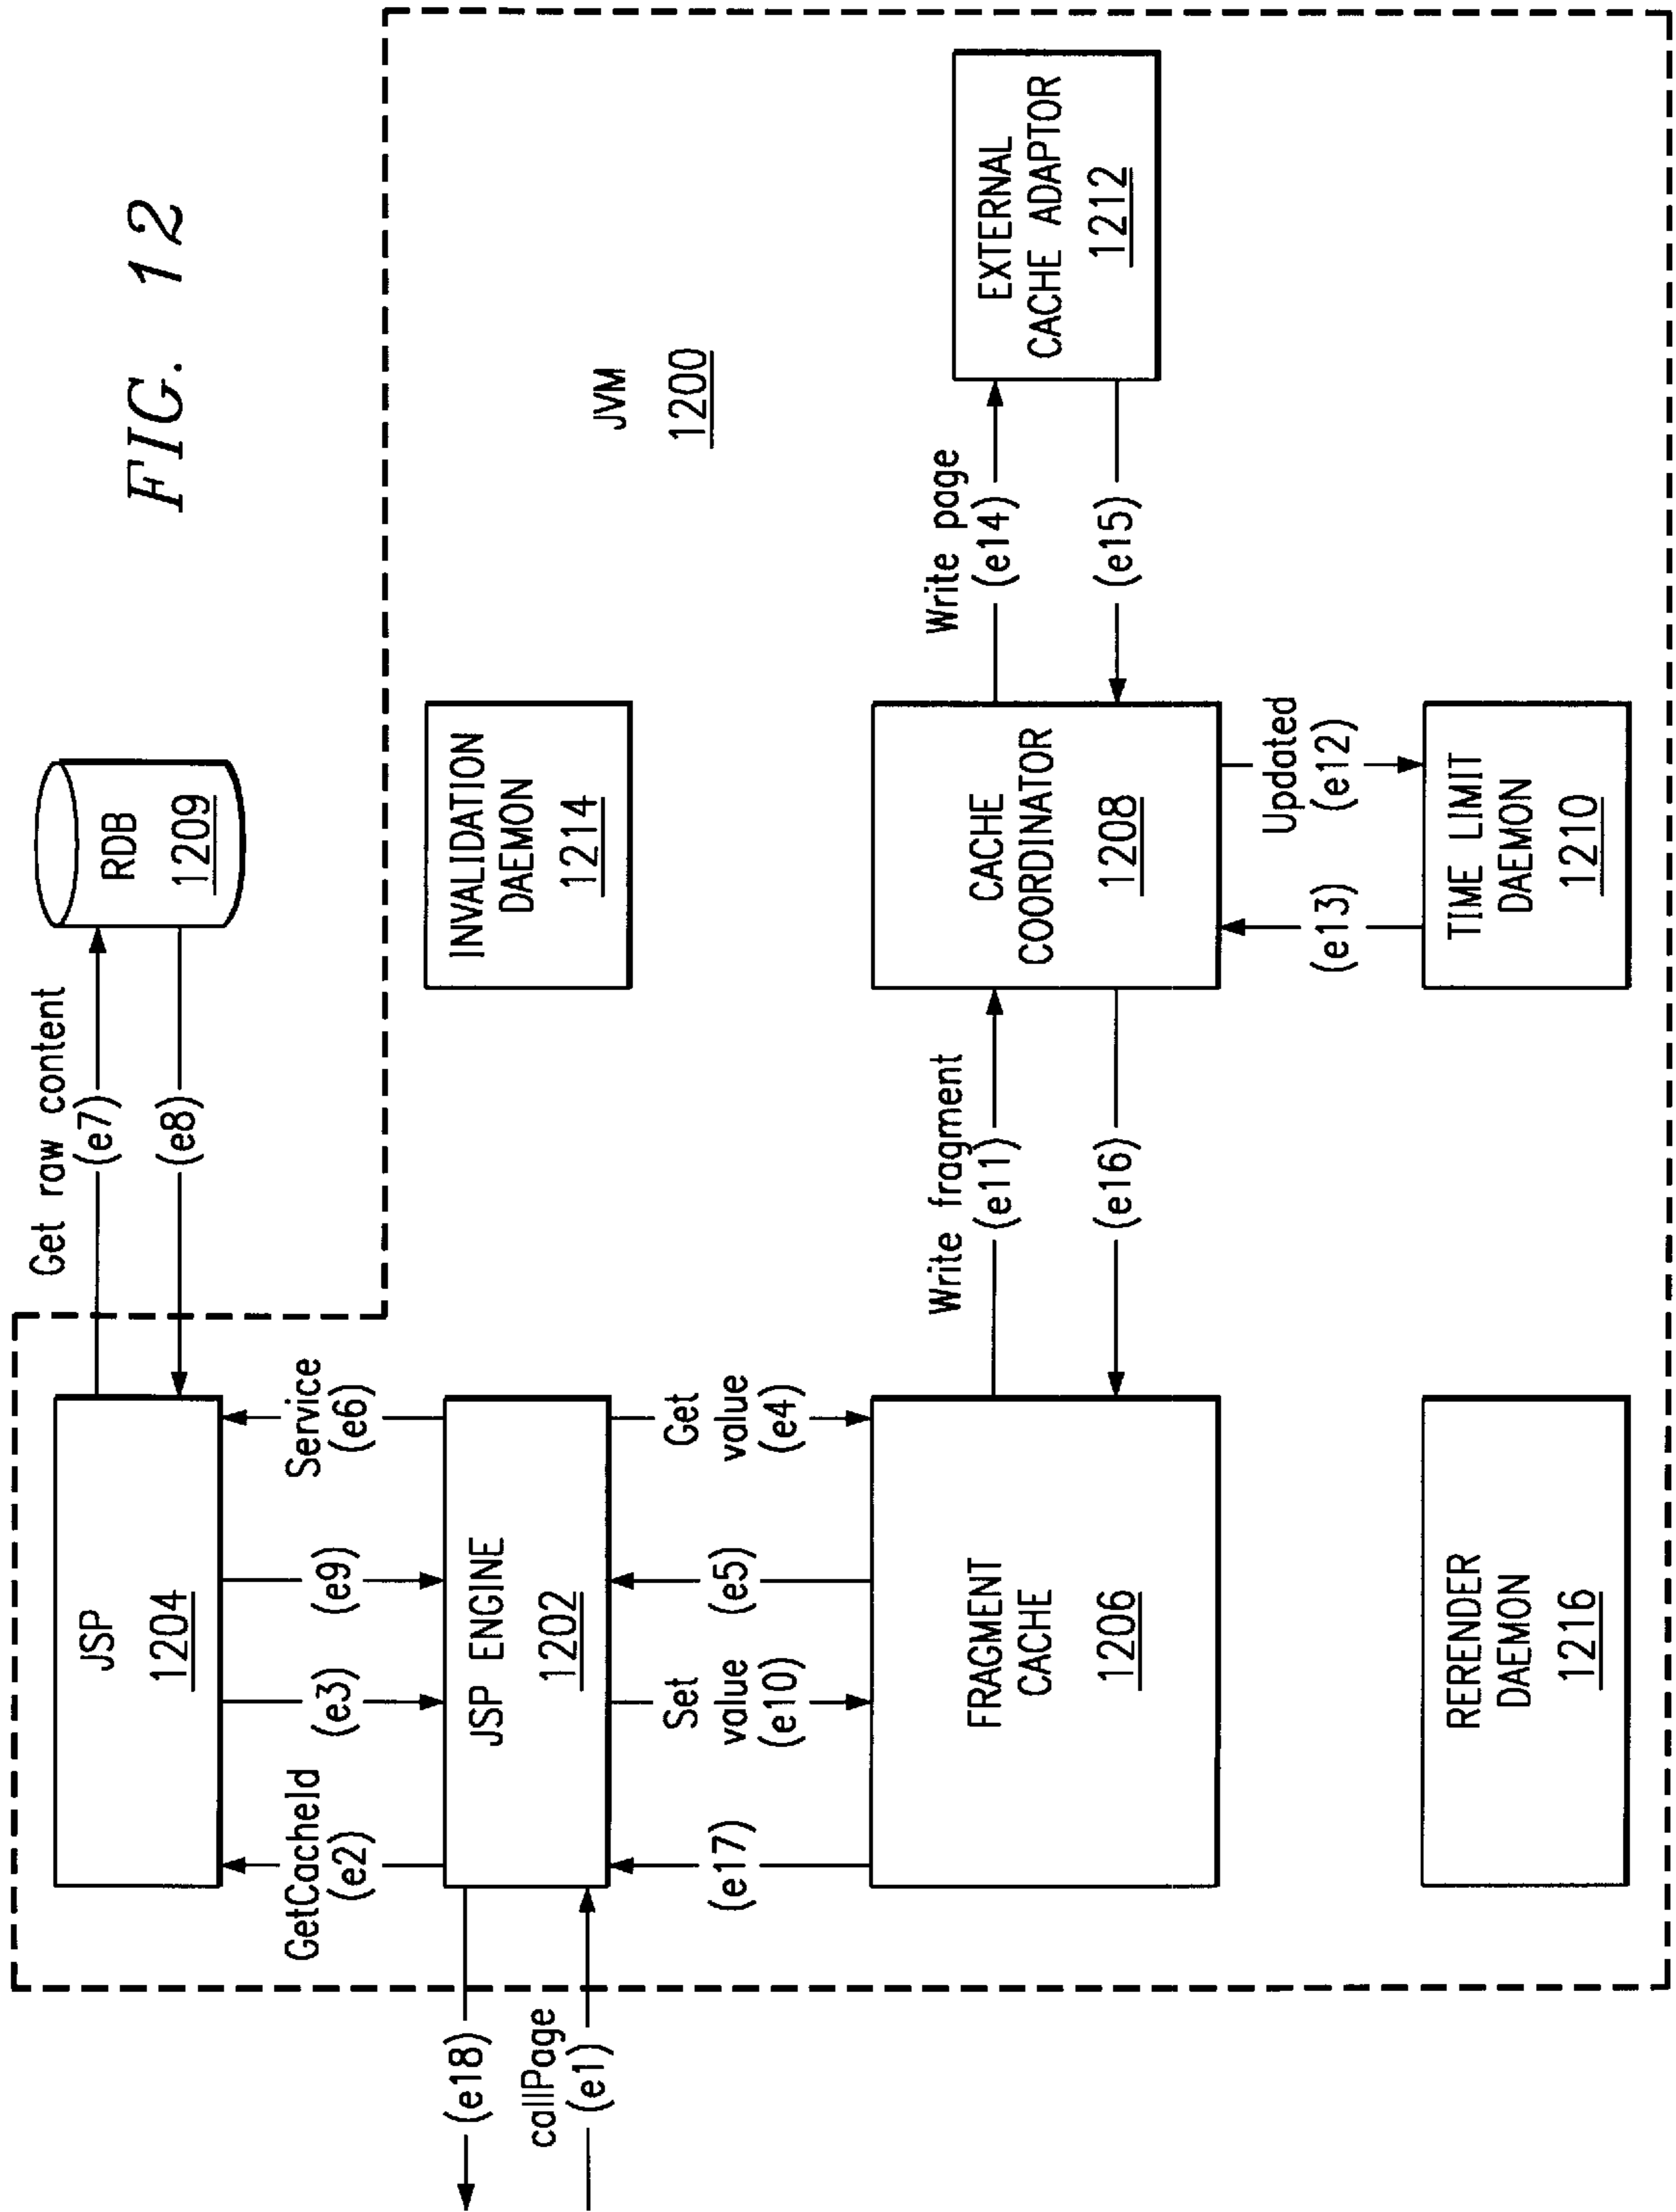 FIG. 12
Get raw content
(e7)
(e8)
RDB
1209
JSP
1204
GetCacheId
(e2)
(e3)
(e9)
Service
(e6)
INVALIDATION
DAEMON
1214
JVM
1200
(e18)
callPage
(e1)
JSP ENGINE
1202
(e17)
Set
value
(e10)
(e5)
Get
value
(e4)
FRAGMENT
CACHE
1206
Write fragment
(e11)
(e16)
CACHE
COORDINATOR
1208
Write page
(e14)
(e15)
EXTERNAL
CACHE ADAPTOR
1212
(e13)
Updated
(e12)
RERENDER
DAEMON
1216
TIME LIMIT
DAEMON
1210